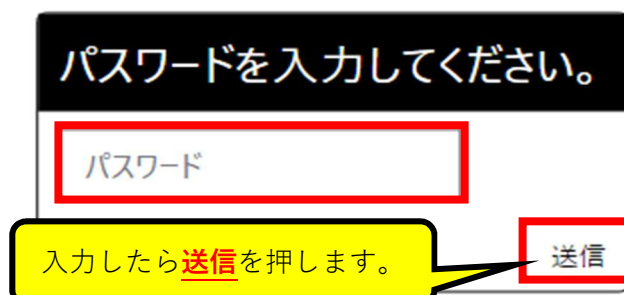 パスワードを入力してください。
パスワード
入力したら送信を押します。
送信